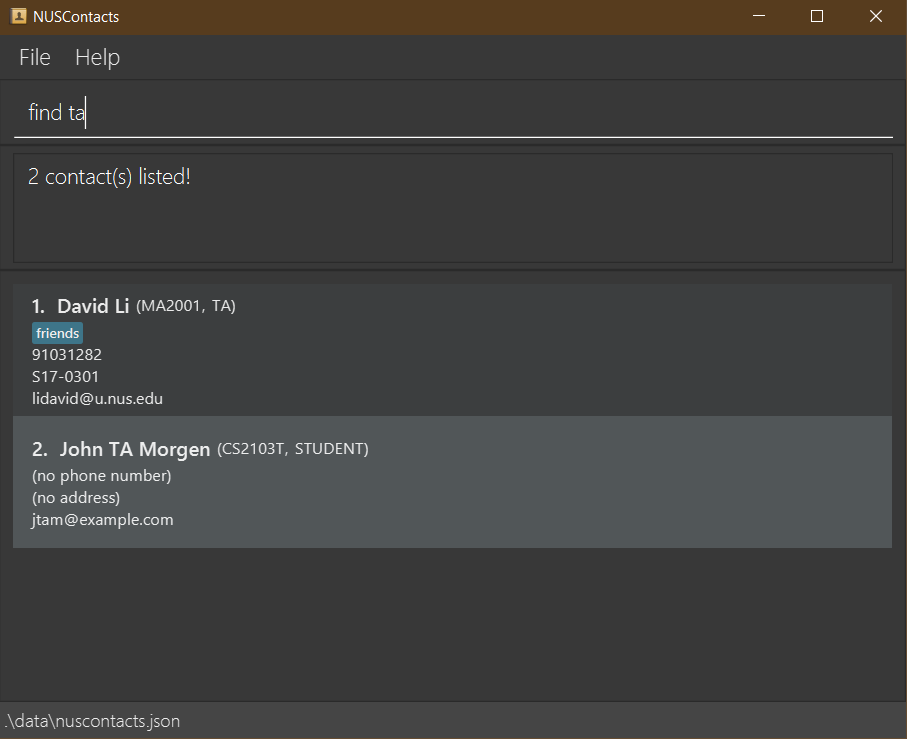 NUSContacts
File Help
find ta
2 contact(s) listed!
1. David Li (MA2001, TA)
friends
91031282
S17-0301
lidavid@u.nus.edu
2. John TA Morgen (CS2103T, STUDENT)
(no phone number)
(no address)
jtam@example.com
.\data\nuscontacts.json